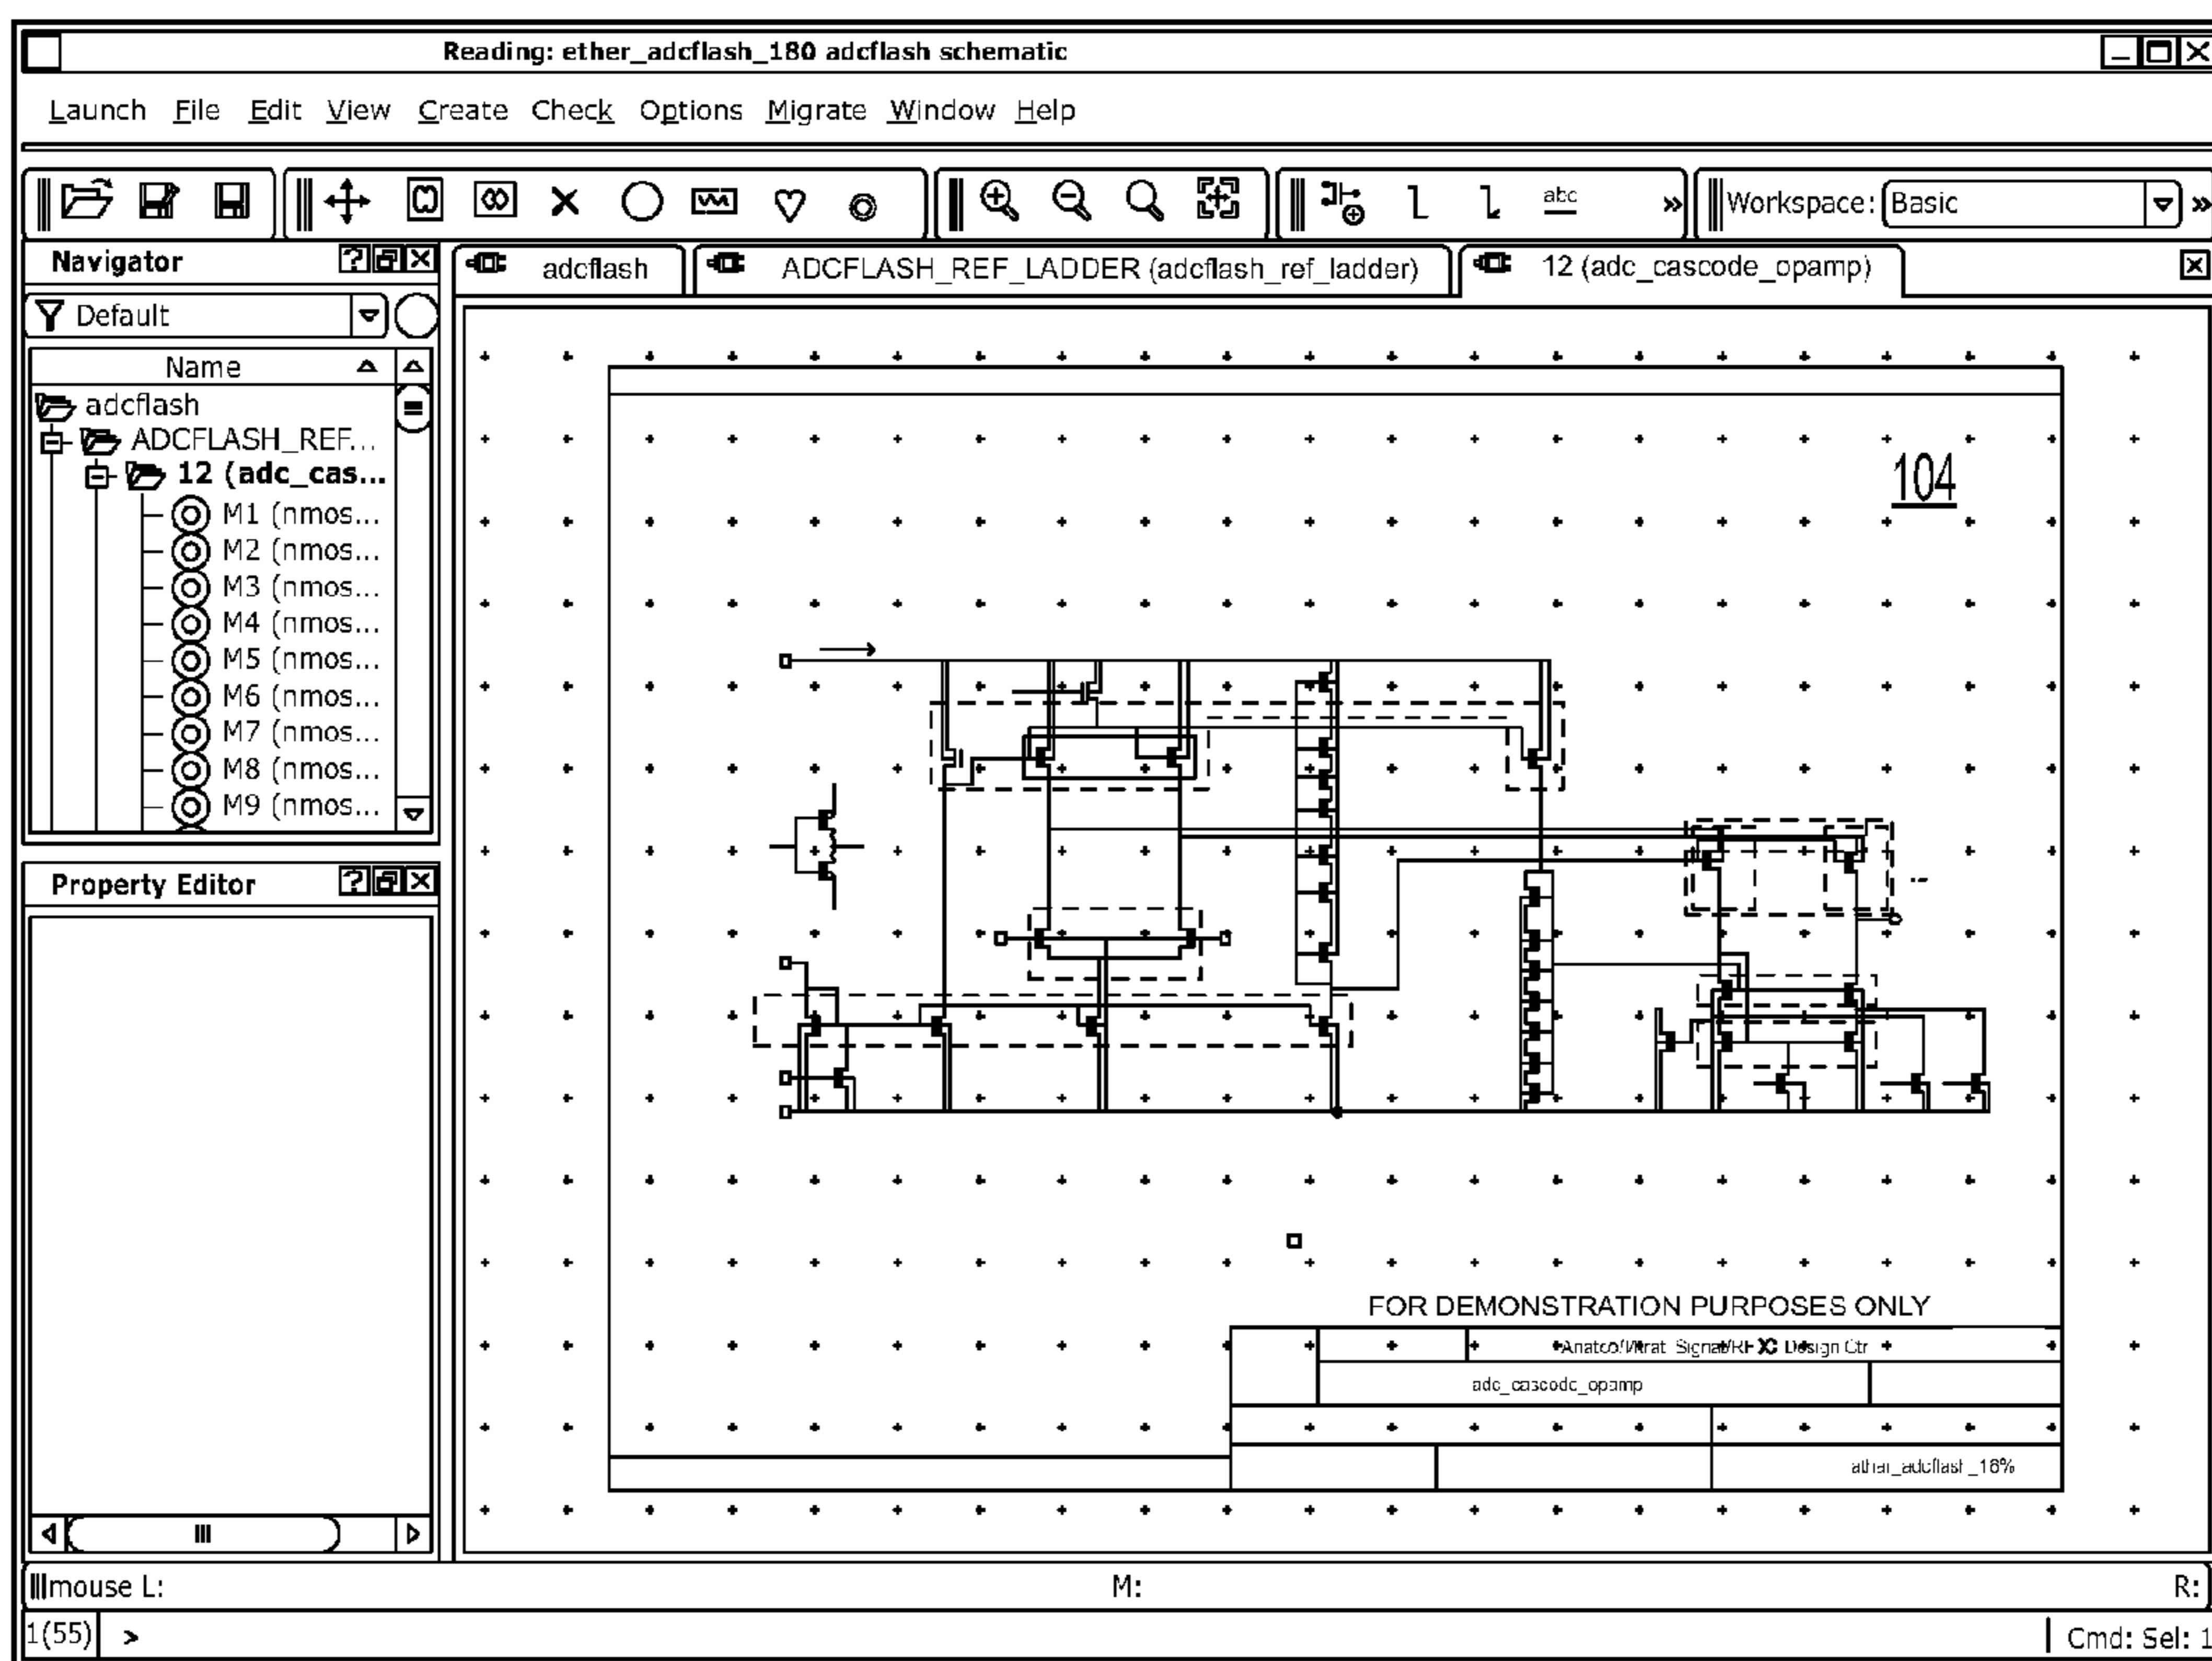 Reading: ether_adcflash_180 adcflash schematic
Launch File Edit View Create Check Options Migrate Window Help
abc » Workspace: Basic »
Navigator
adcflash ADCFLASH_REF_LADDER (adcflash_ref_ladder) 12 (adc_cascode_opamp)
Default
Name
adcflash
ADCFLASH_REF...
12 (adc_cas...
M1 (nmos...
M2 (nmos...
M3 (nmos...
M4 (nmos...
M5 (nmos...
M6 (nmos...
M7 (nmos...
M8 (nmos...
M9 (nmos...
Property Editor
104
FOR DEMONSTRATION PURPOSES ONLY
Design Ctr
adc_cascode_opamp
mouse L: M: R:
1(55) > Cmd: Sel: 1